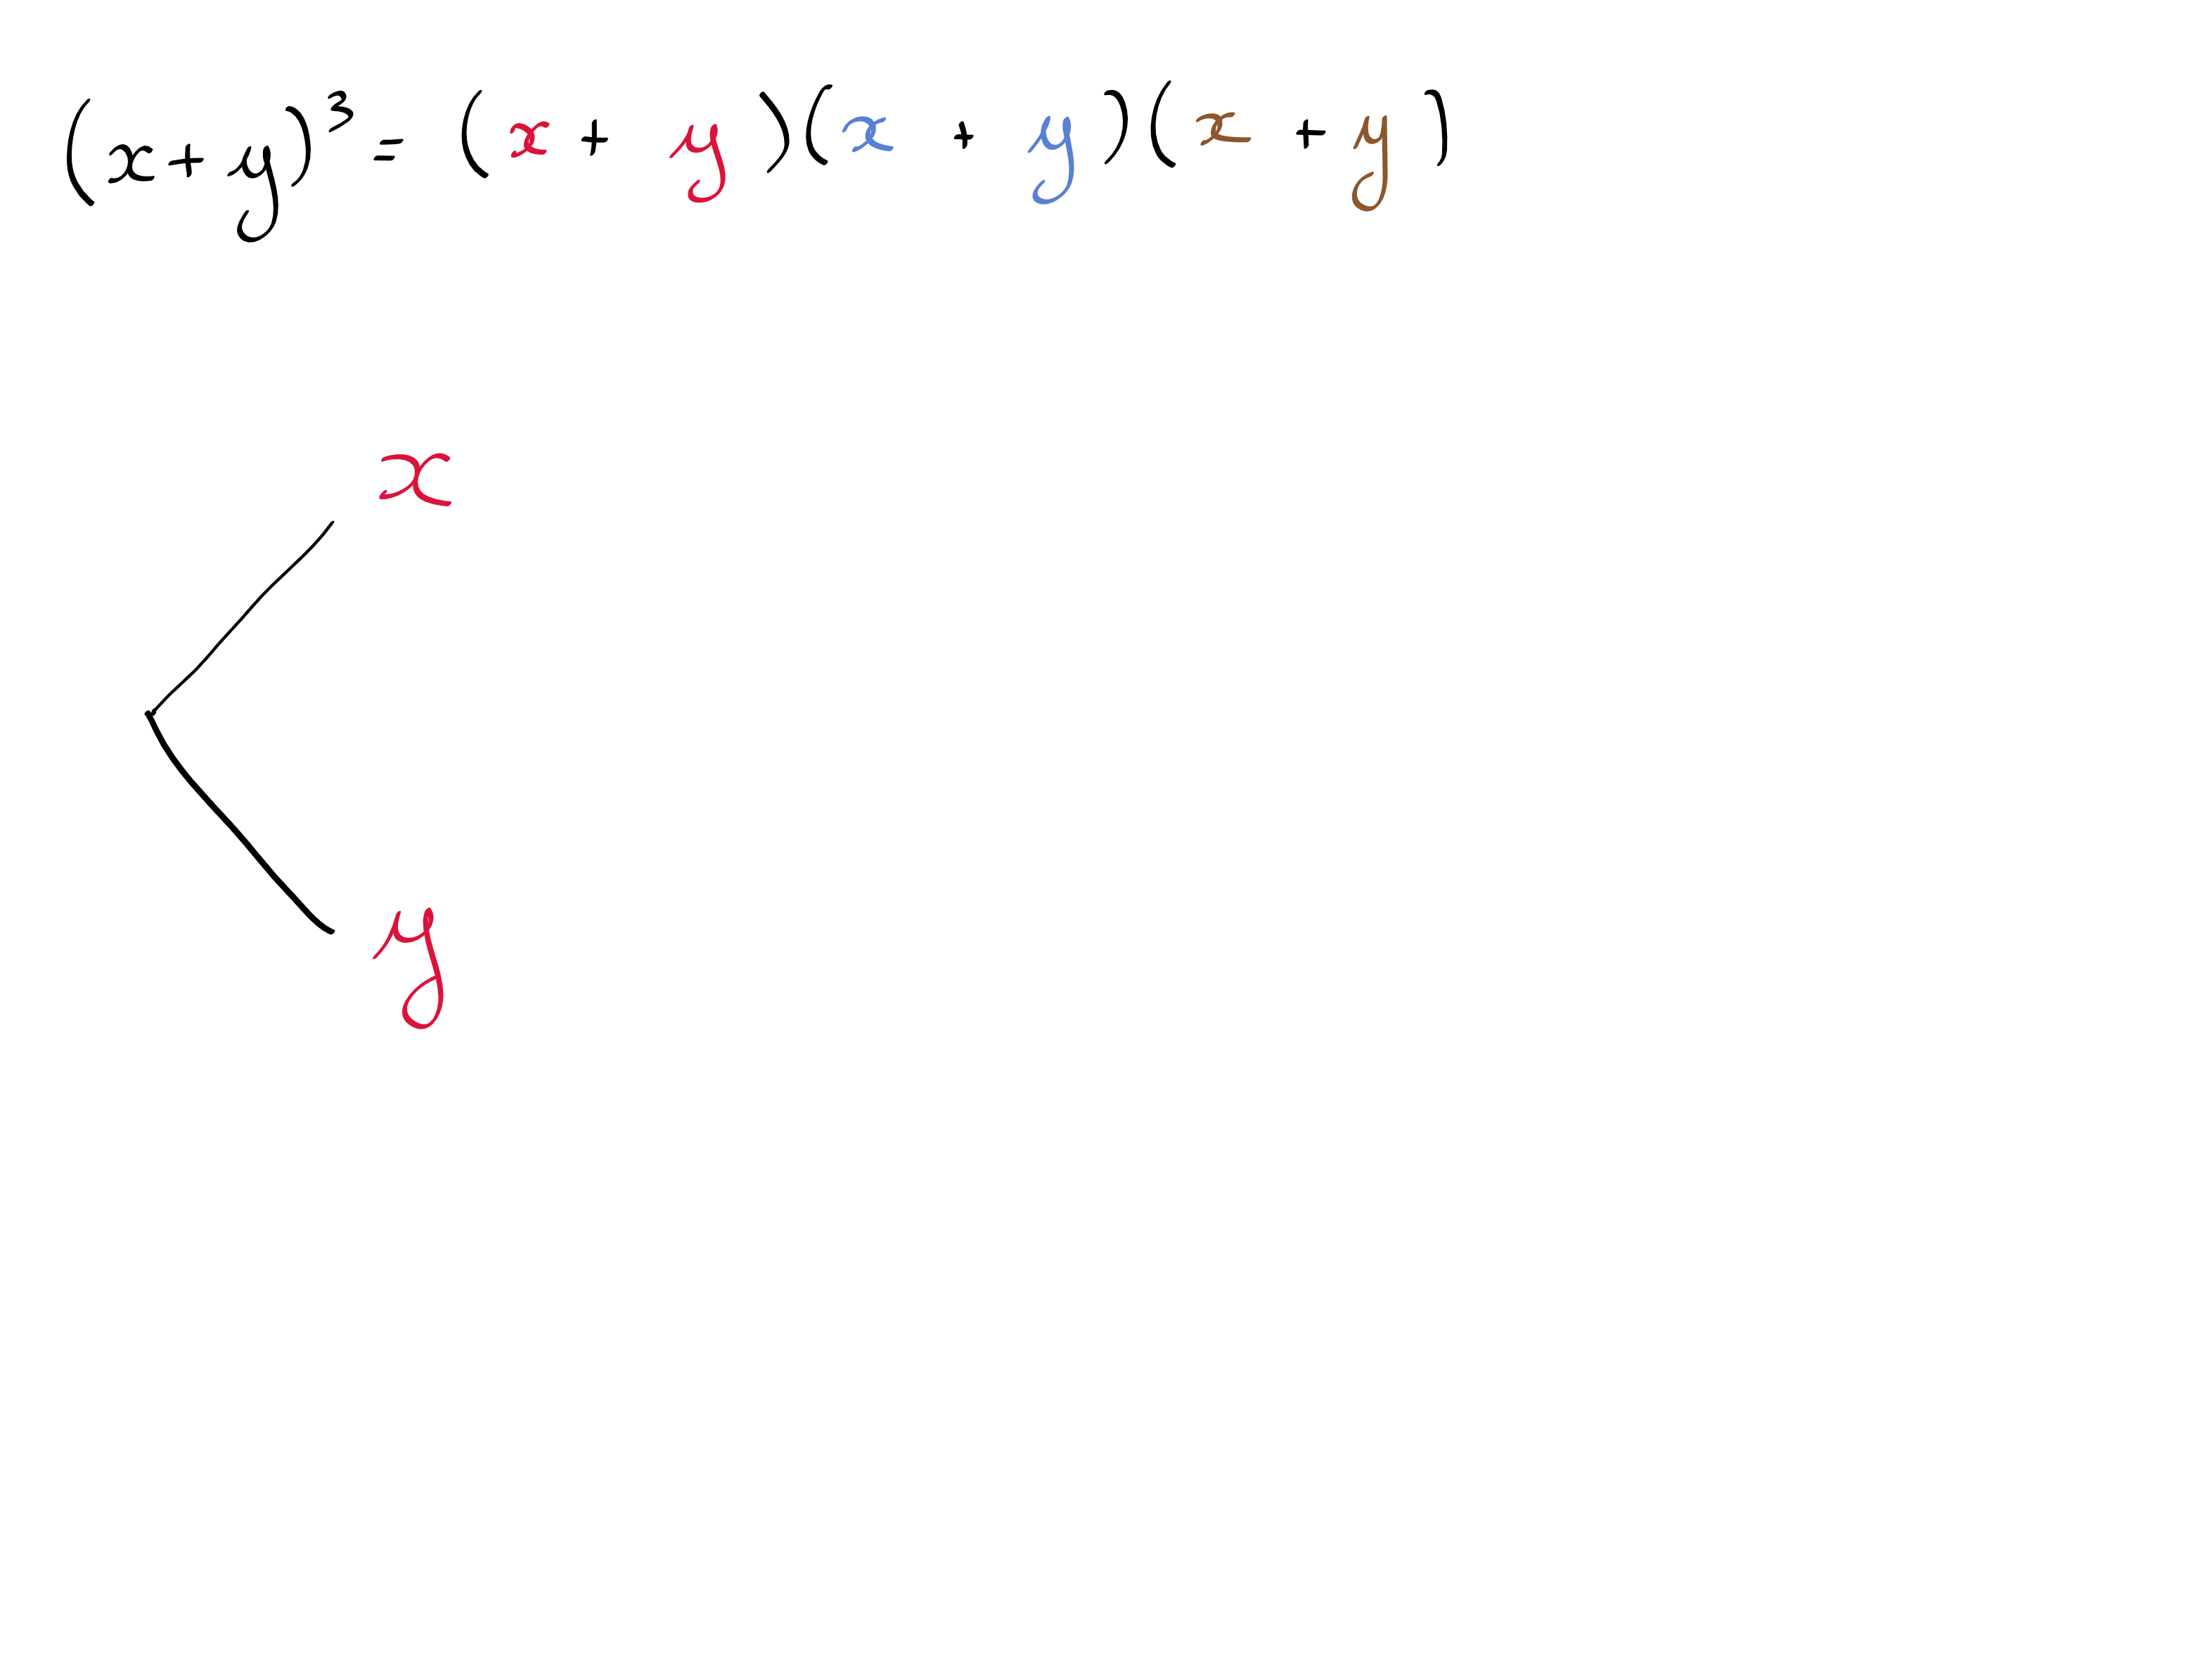 (x+y)³ = (x + y)(x + y)(x + y)
x
y